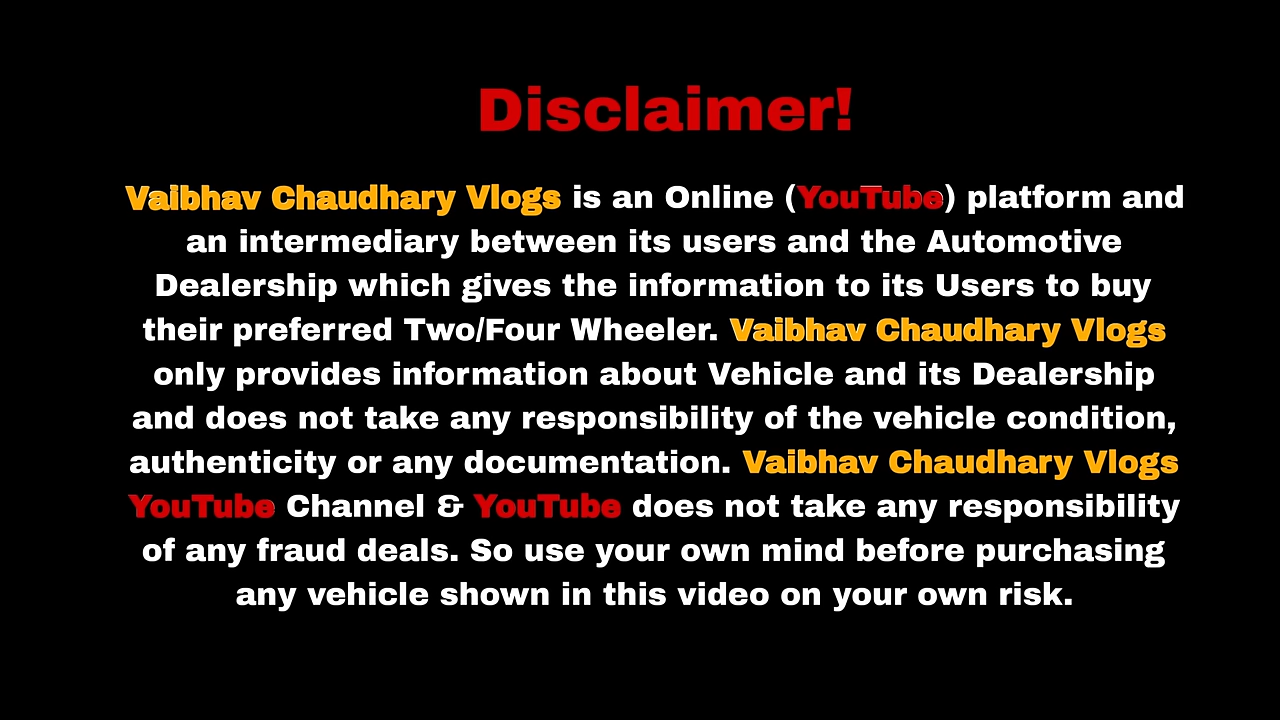 Disclaimer!
Vaibhav Chaudhary Vlogs is an Online (YouTube) platform and
an intermediary between its users and the Automotive
Dealership which gives the information to its Users to buy
their preferred Two/Four Wheeler. Vaibhav Chaudhary Vlogs
only provides information about Vehicle and its Dealership
and does not take any responsibility of the vehicle condition,
authenticity or any documentation. Vaibhav Chaudhary Vlogs
YouTube Channel & YouTube does not take any responsibility
of any fraud deals. So use your own mind before purchasing
any vehicle shown in this video on your own risk.